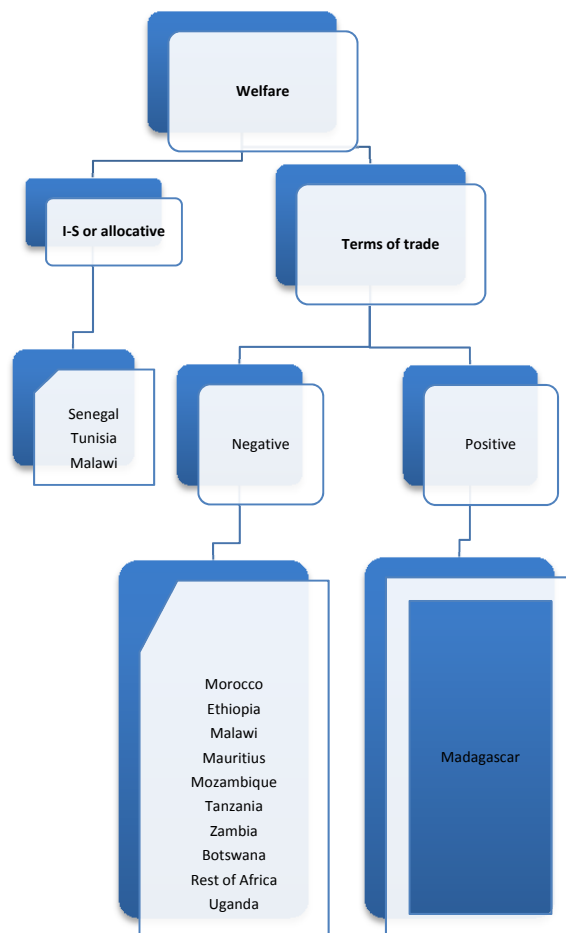 Welfare
I-S or allocative
Terms of trade
Senegal
Tunisia
Malawi
Negative
Positive
Morocco
Ethiopia
Malawi
Mauritius
Mozambique
Tanzania
Zambia
Botswana
Rest of Africa
Uganda
Madagascar